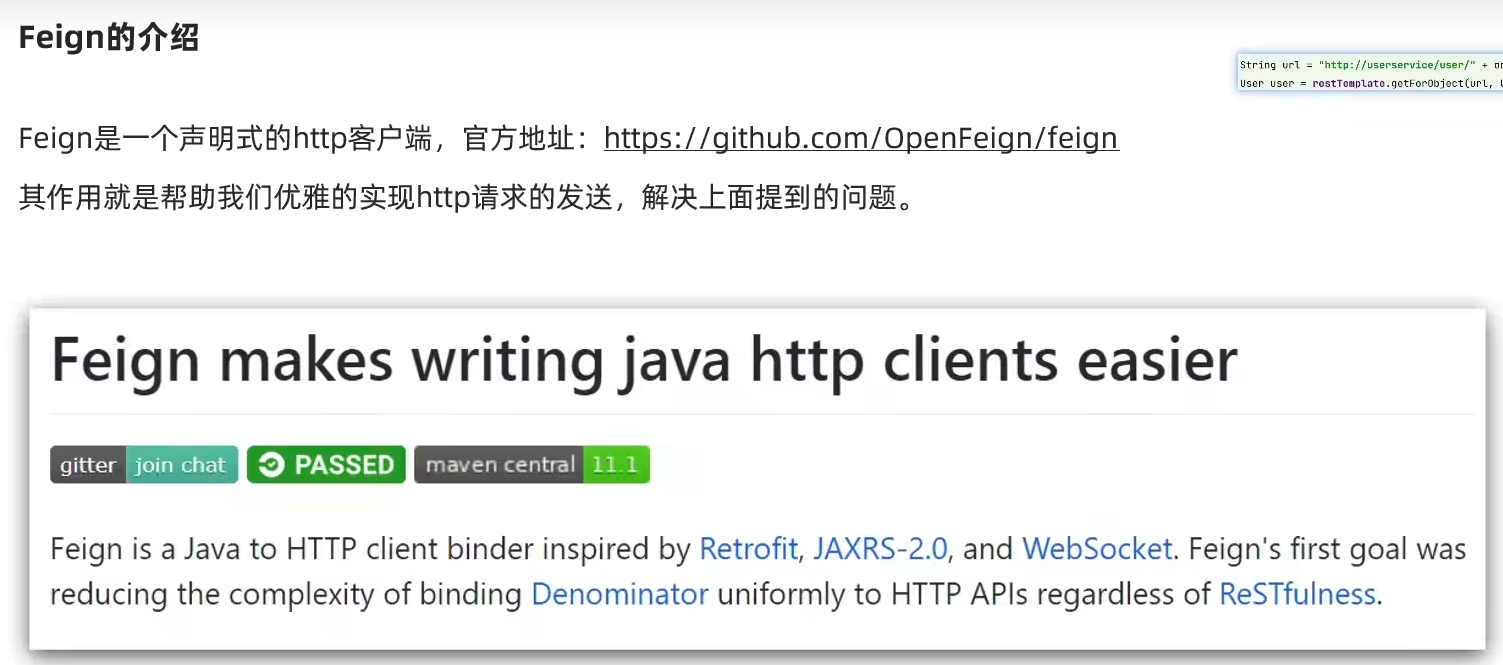 Feign的介绍
String url = "http://userservice/user/" + or
User user = restTemplate.getForObject(url, U
Feign是一个声明式的http客户端，官方地址：https://github.com/OpenFeign/feign
其作用就是帮助我们优雅的实现http请求的发送，解决上面提到的问题。
Feign makes writing java http clients easier
gitter join chat PASSED maven central 11.1
Feign is a Java to HTTP client binder inspired by Retrofit, JAXRS-2.0, and WebSocket. Feign's first goal was
reducing the complexity of binding Denominator uniformly to HTTP APIs regardless of ReSTfulness.